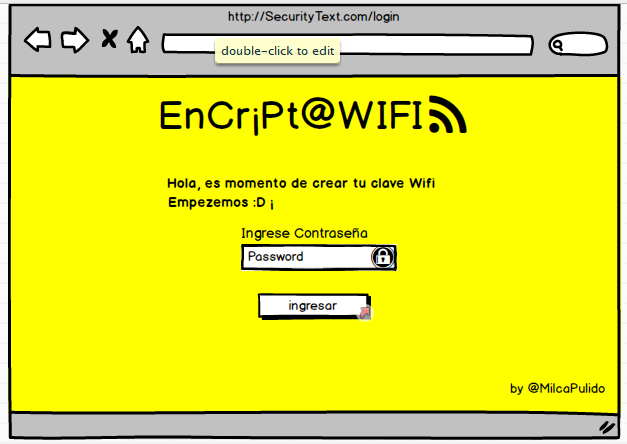 http://SecurityText.com/login
double-click to edit
EnCr¡Pt@WIFI
Hola, es momento de crear tu clave Wifi
Empezemos :D ¡
Ingrese Contraseña
Password
ingresar
by @MilcaPulido